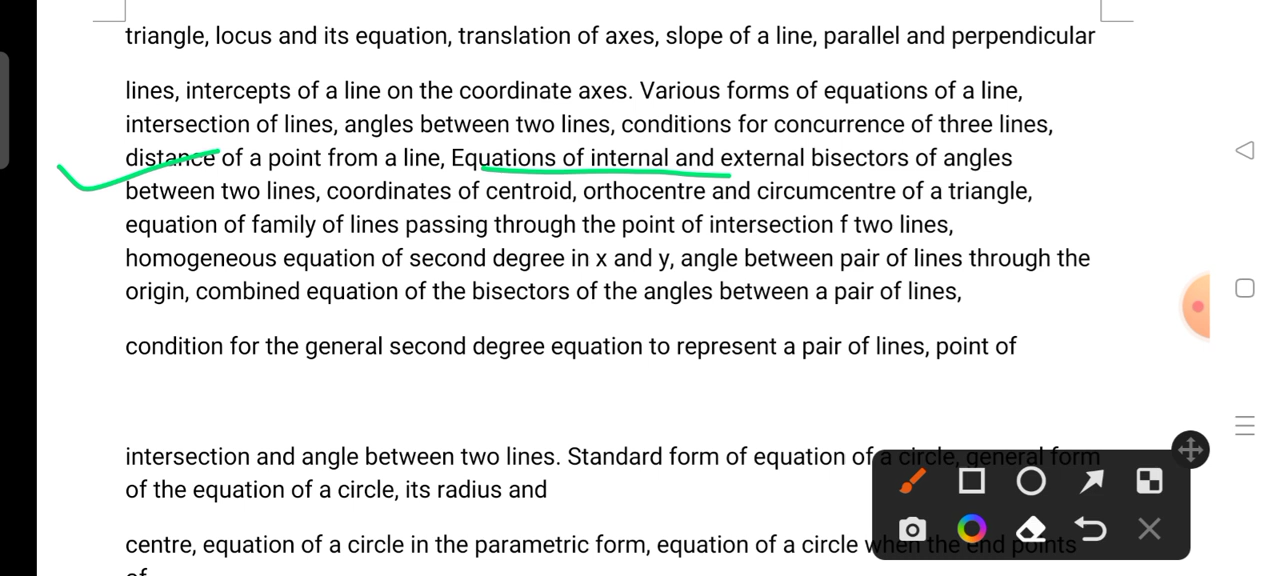 triangle, locus and its equation, translation of axes, slope of a line, parallel and perpendicular
lines, intercepts of a line on the coordinate axes. Various forms of equations of a line,
intersection of lines, angles between two lines, conditions for concurrence of three lines,
distance of a point from a line, Equations of internal and external bisectors of angles
between two lines, coordinates of centroid, orthocentre and circumcentre of a triangle,
equation of family of lines passing through the point of intersection f two lines,
homogeneous equation of second degree in x and y, angle between pair of lines through the
origin, combined equation of the bisectors of the angles between a pair of lines,
condition for the general second degree equation to represent a pair of lines, point of
intersection and angle between two lines. Standard form of equation of a circle, general form
of the equation of a circle, its radius and
centre, equation of a circle in the parametric form, equation of a circle when the end points
of